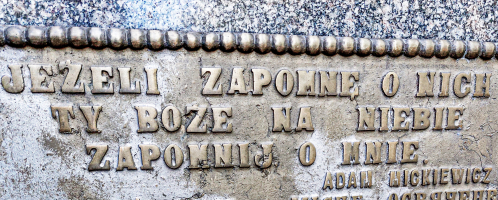 JEŻELI ZAPOMNĘ O NICH
TY BOŻE NA NIEBIE
ZAPOMNIJ O MNIE.
ADAM MICKIEWICZ